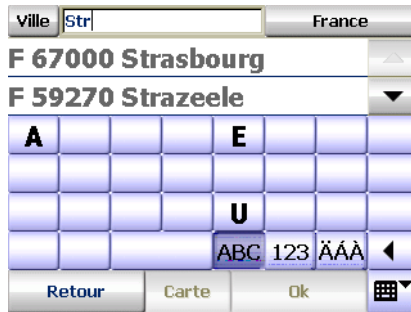 Ville Str France
F 67000 Strasbourg
F 59270 Strazeele
A E
U
ABC 123 ÄÁÀ
Retour Carte Ok